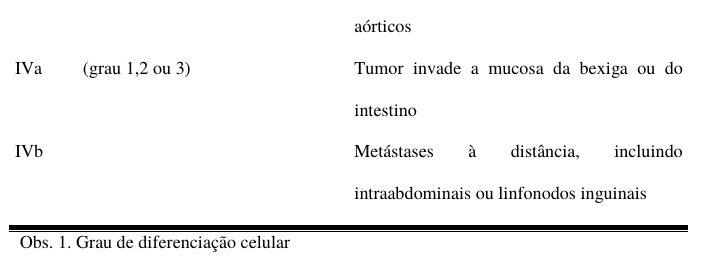 aórticos
IVa (grau 1,2 ou 3) Tumor invade a mucosa da bexiga ou do
intestino
IVb Metástases à distância, incluindo
intraabdominais ou linfonodos inguinais
Obs. 1. Grau de diferenciação celular